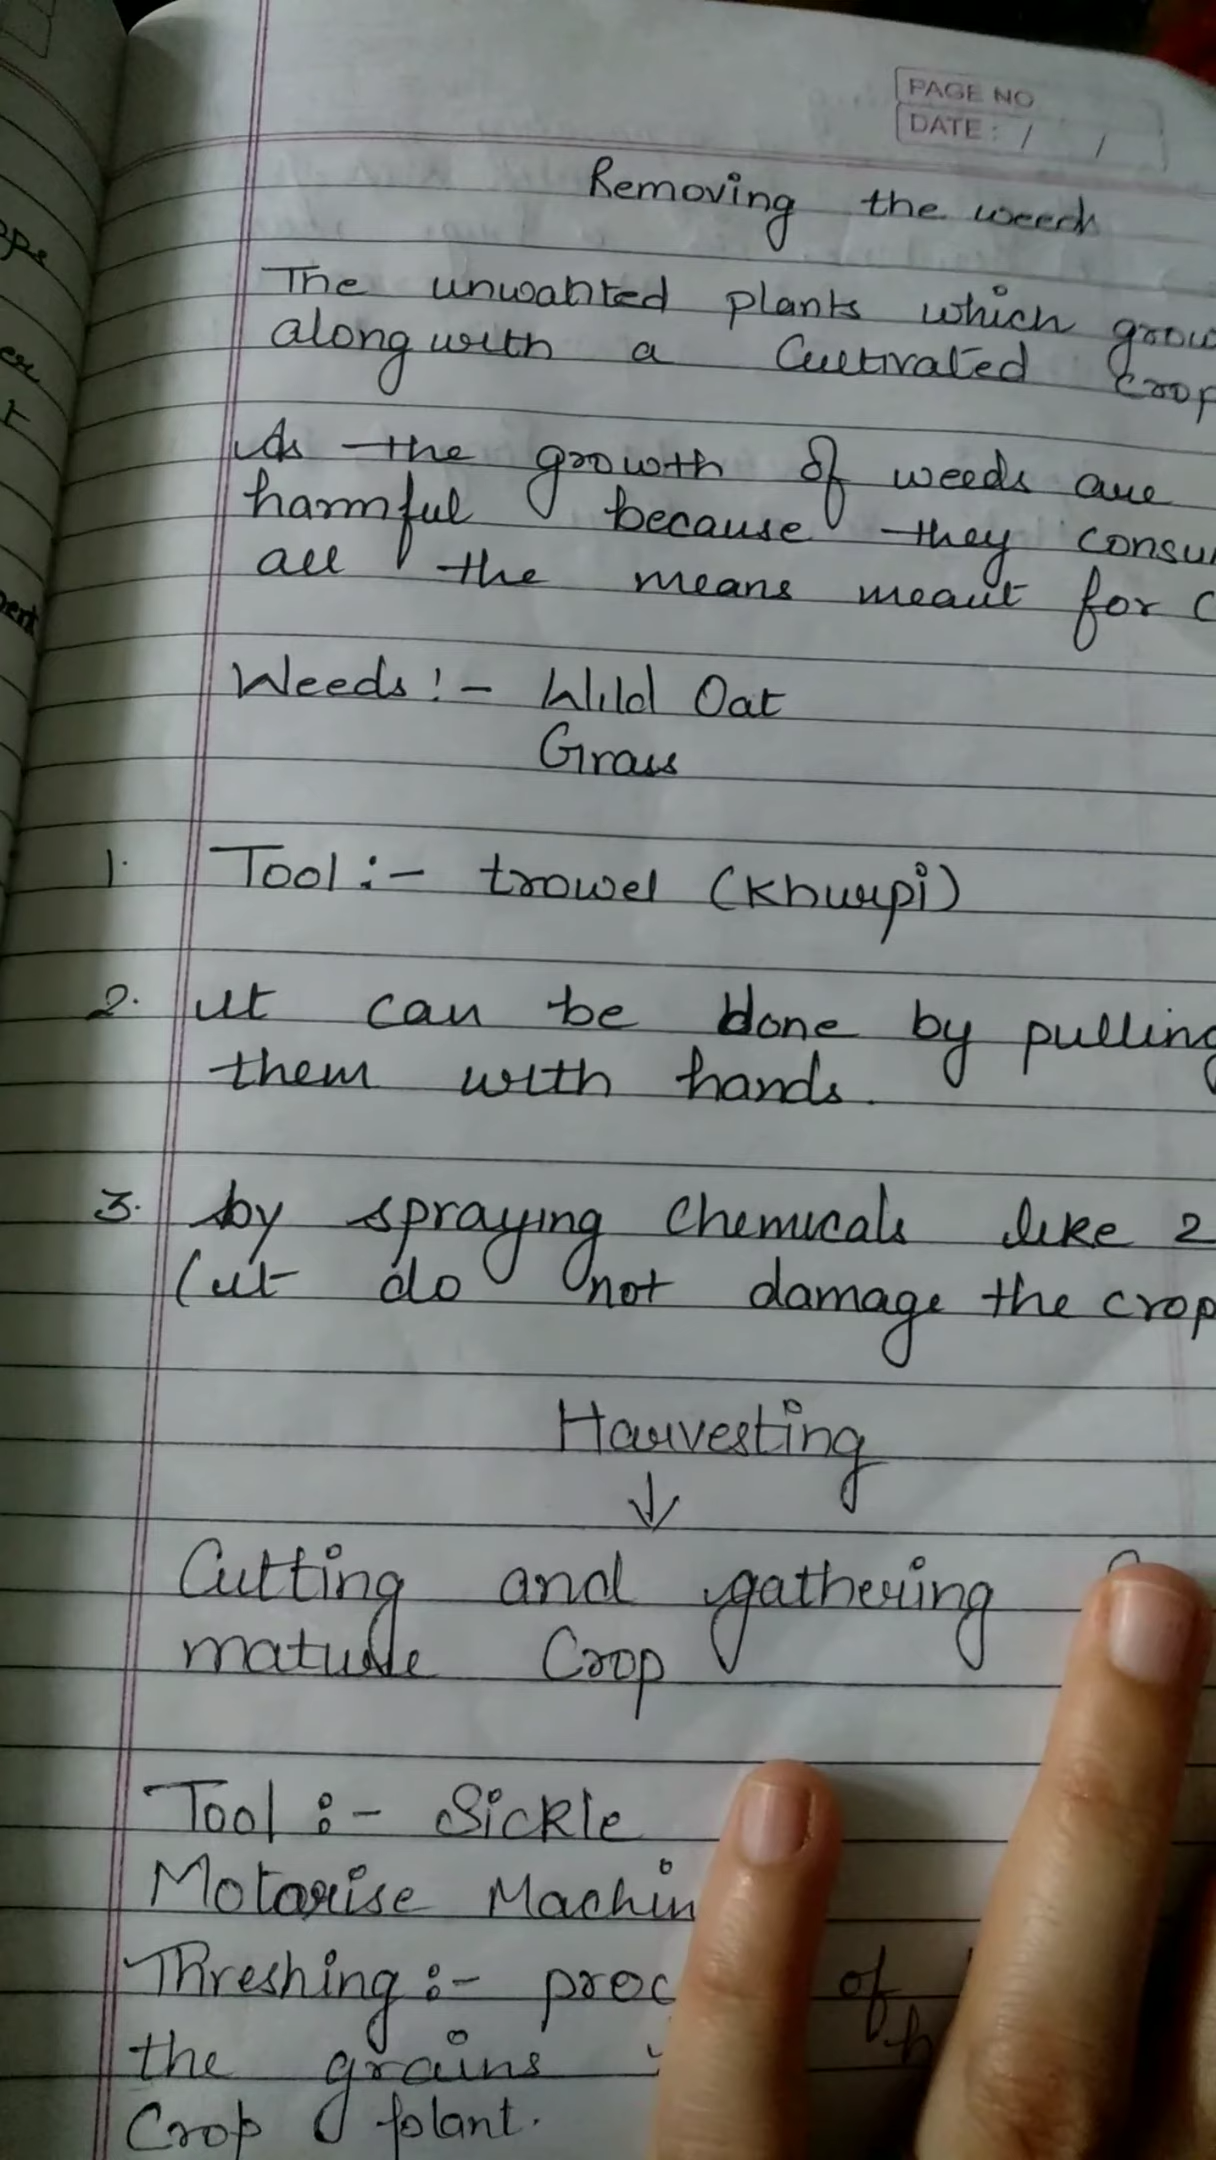 PAGE NO
DATE: / /
Removing the weeds
The unwanted plants which grow
along with a Cultivated crop
As the growth of weeds are
harmful because they consu
all the means meant for c
Weeds:- Wild Oat
Grass
1. Tool:- trowel (Khurpi)
2. it can be done by pulling
them with hands.
3. by spraying chemicals like 2
(it do not damage the crop
Harvesting
↓
Cutting and gathering
mature Crop
Tool:- Sickle
Motorise Machin
Threshing:- proc of
the grains
Crop plant.